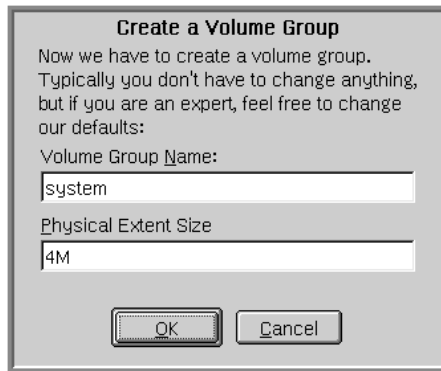 Create a Volume Group
Now we have to create a volume group.
Typically you don't have to change anything,
but if you are an expert, feel free to change
our defaults:
Volume Group Name:
system
Physical Extent Size
4M
OK
Cancel